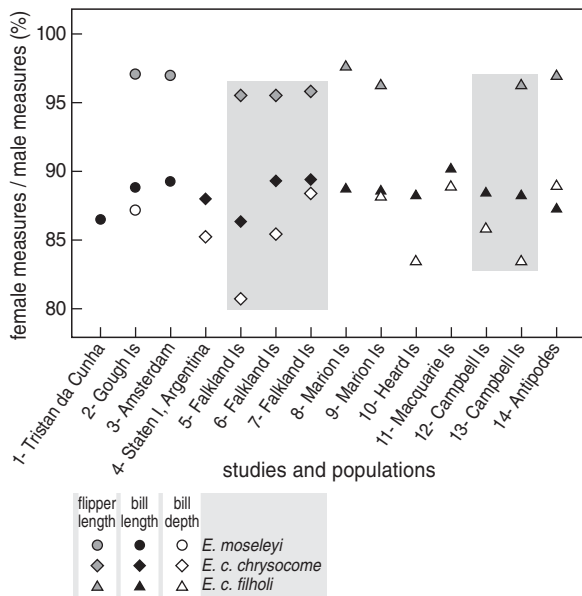 female measures / male measures (%)
100
95
90
85
80
1- Tristan da Cunha
2- Gough Is
3- Amsterdam
4- Staten I, Argentina
5- Falkland Is
6- Falkland Is
7- Falkland Is
8- Marion Is
9- Marion Is
10- Heard Is
11- Macquarie Is
12- Campbell Is
13- Campbell Is
14- Antipodes
studies and populations
flipper bill bill
length length depth
E. moseleyi
E. c. chrysocome
E. c. filholi